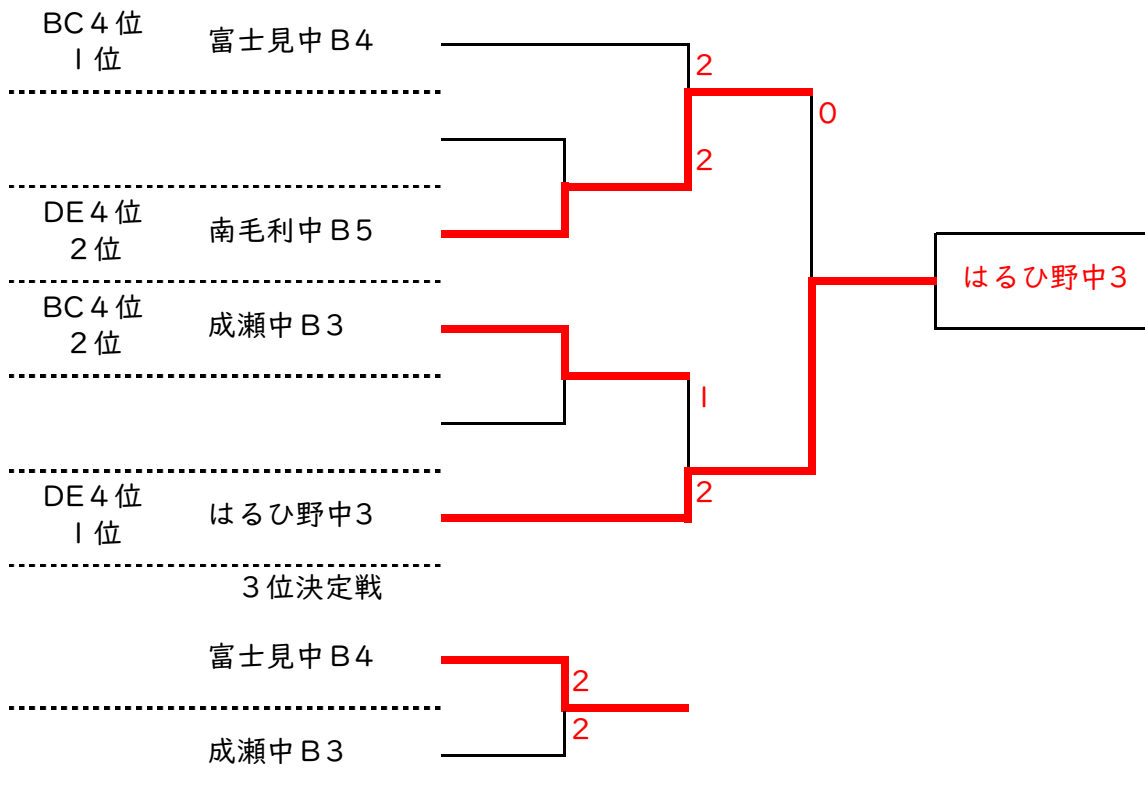 BC4位
1位
富士見中B4
2
0
2
DE4位
2位
南毛利中B5
はるひ野中3
BC4位
2位
成瀬中B3
1
2
DE4位
1位
はるひ野中3
3位決定戦
富士見中B4
2
2
成瀬中B3